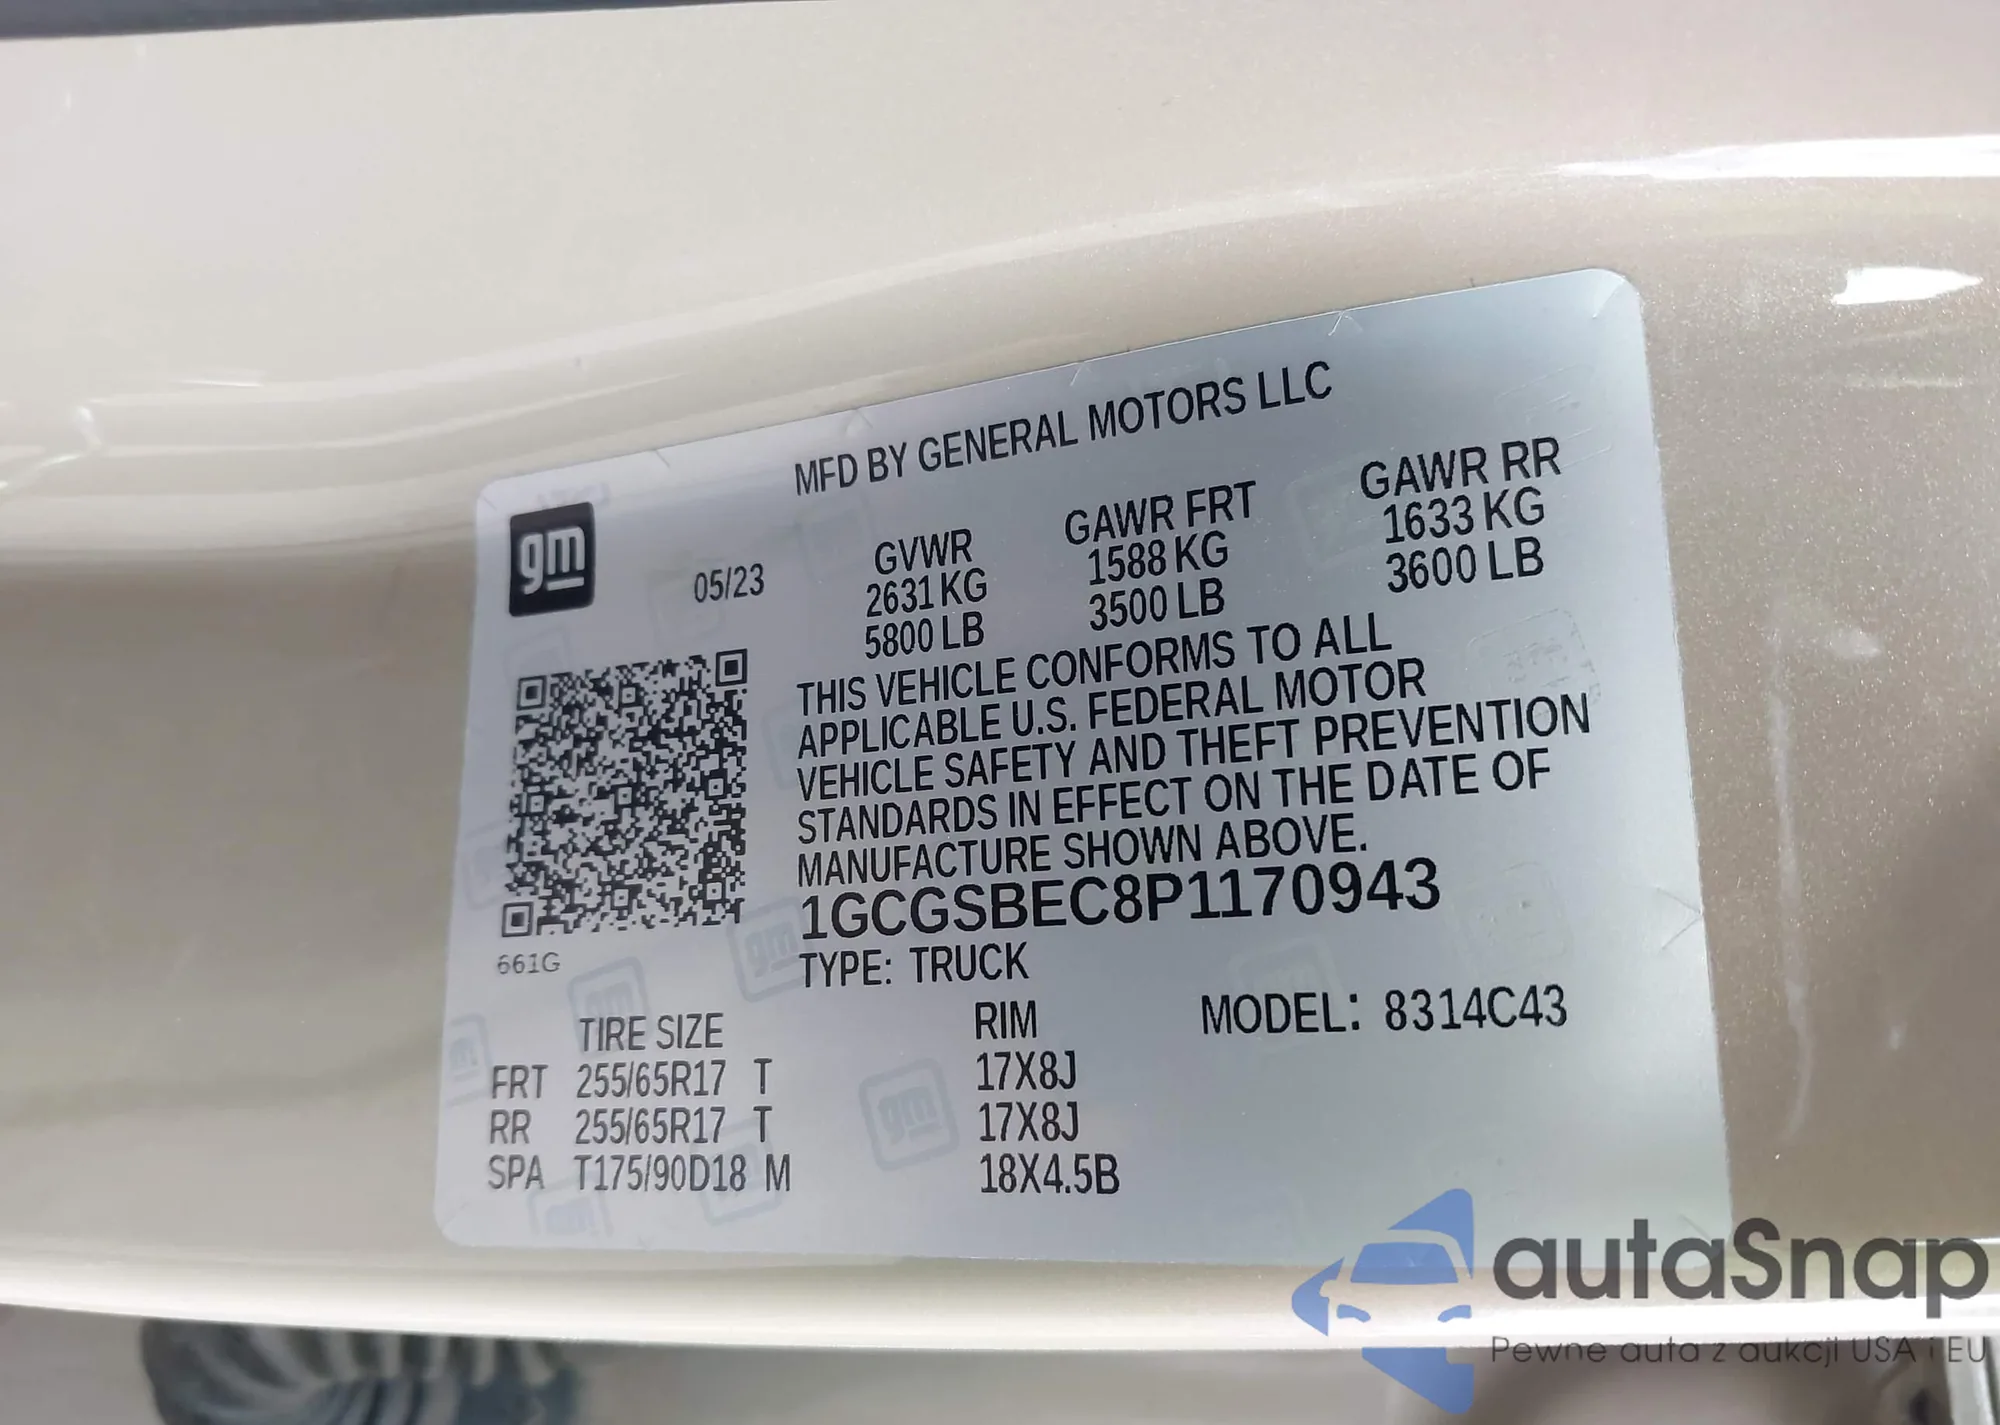 MFD BY GENERAL MOTORS LLC
gm
05/23
GVWR GAWR FRT GAWR RR
2631 KG 1588 KG 1633 KG
5800 LB 3500 LB 3600 LB
THIS VEHICLE CONFORMS TO ALL
APPLICABLE U.S. FEDERAL MOTOR
VEHICLE SAFETY AND THEFT PREVENTION
STANDARDS IN EFFECT ON THE DATE OF
MANUFACTURE SHOWN ABOVE.
1GCGSBEC8P1170943
661G
TYPE: TRUCK
TIRE SIZE RIM MODEL: 8314C43
FRT 255/65R17 T 17X8J
RR 255/65R17 T 17X8J
SPA T175/90D18 M 18X4.5B
autaSnap
Pewne auta z aukcji USA i EU